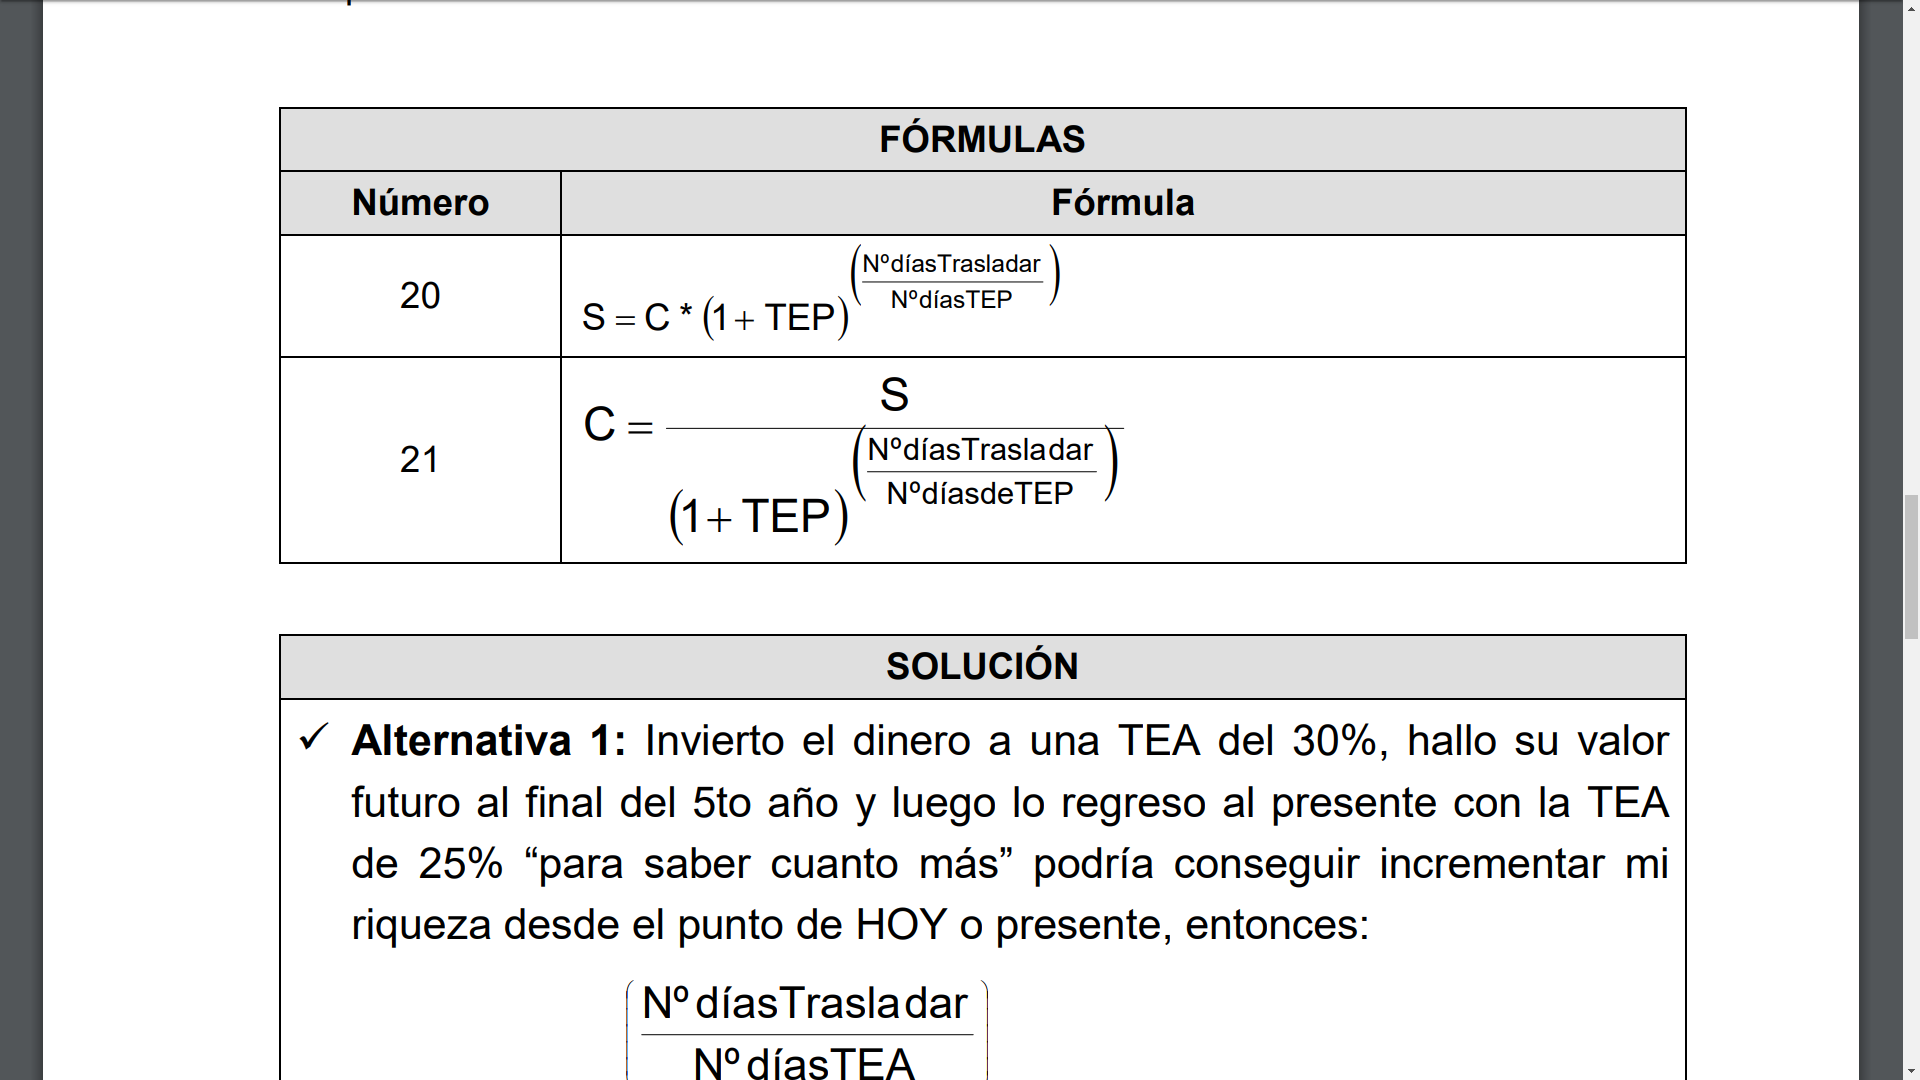 FÓRMULAS
Número Fórmula
20 S = C * (1 + TEP)^(NºdíasTrasladar / NºdíasTEP)
21 C = S / (1 + TEP)^(NºdíasTrasladar / NºdíasdeTEP)
SOLUCIÓN
✓ Alternativa 1: Invierto el dinero a una TEA del 30%, hallo su valor
futuro al final del 5to año y luego lo regreso al presente con la TEA
de 25% “para saber cuanto más” podría conseguir incrementar mi
riqueza desde el punto de HOY o presente, entonces:
NºdíasTrasladar
NºdíasTEA